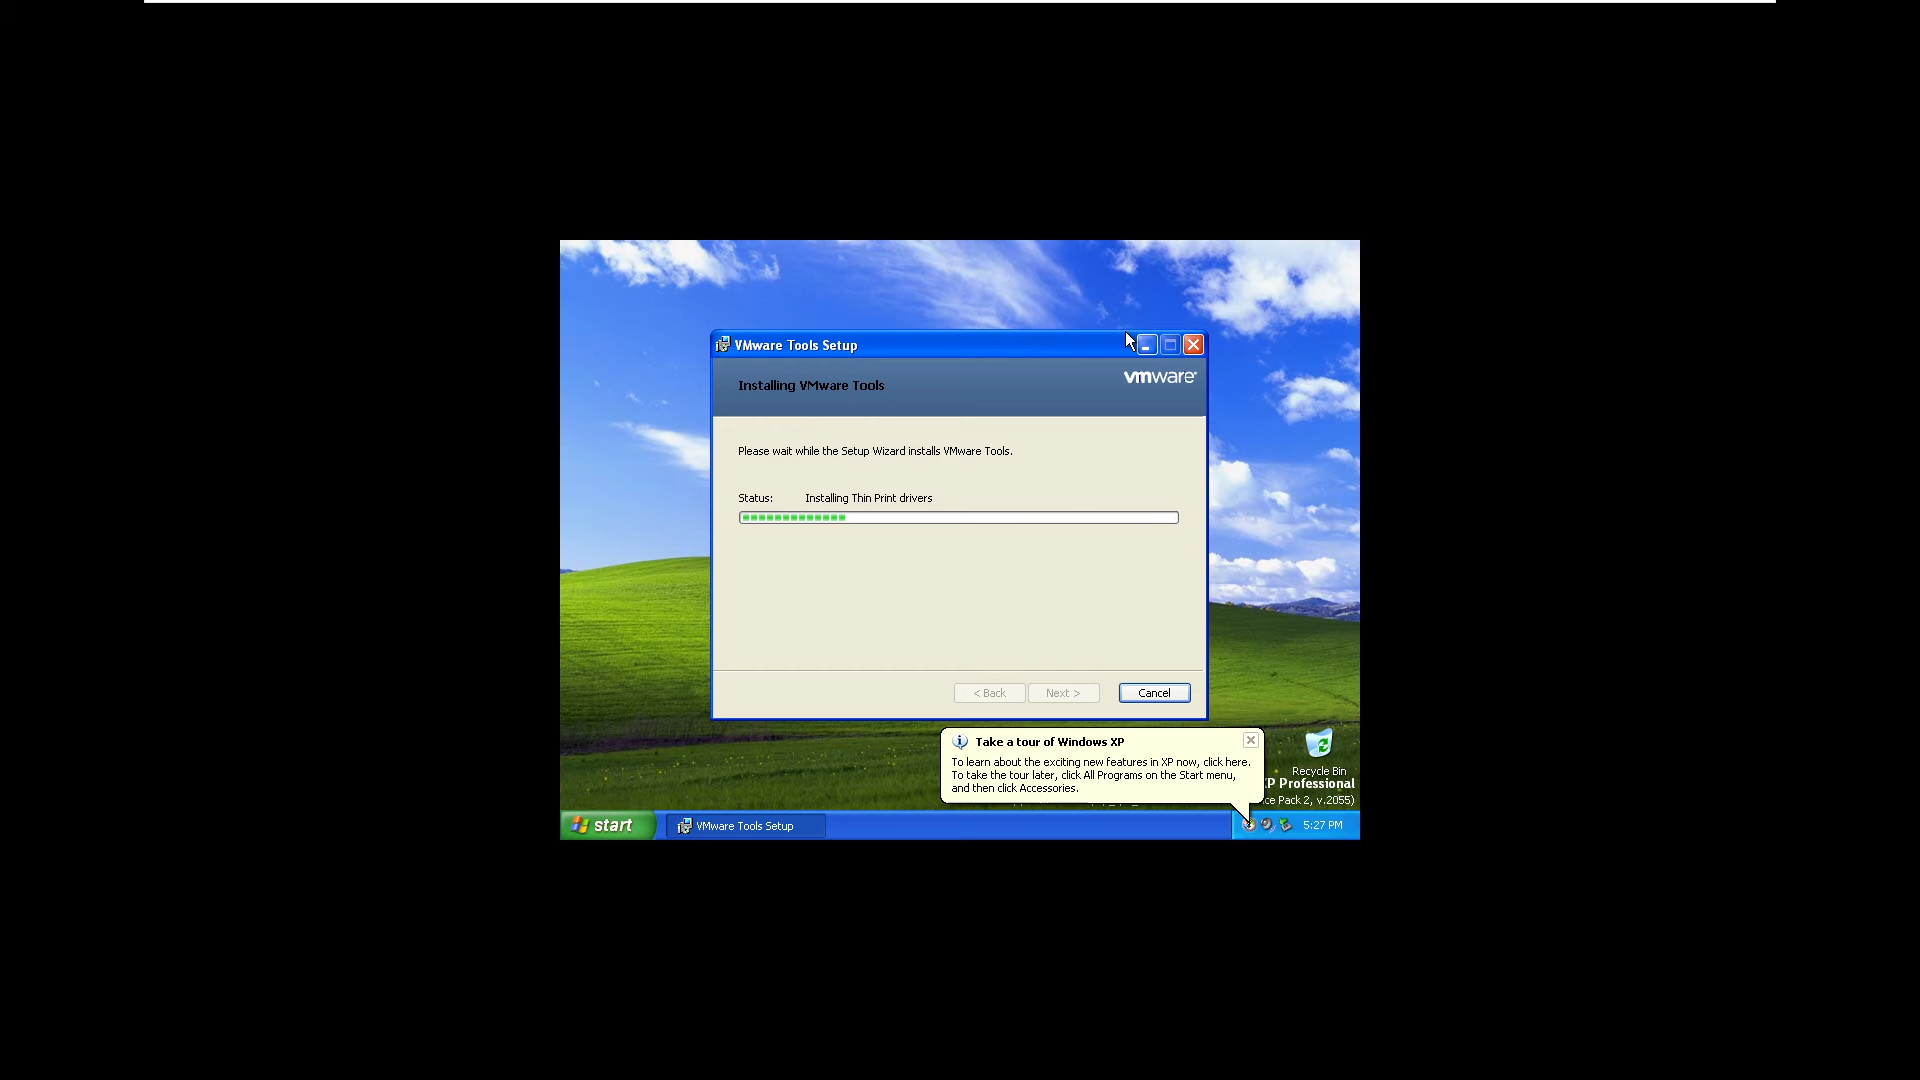 VMware Tools Setup
Installing VMware Tools
vmware
Please wait while the Setup Wizard installs VMware Tools.
Status: Installing Thin Print drivers
< Back
Next >
Cancel
Take a tour of Windows XP
To learn about the exciting new features in XP now, click here.
To take the tour later, click All Programs on the Start menu,
and then click Accessories.
Recycle Bin
XP Professional
Pack 2, v.2055)
start
VMware Tools Setup
5:27 PM